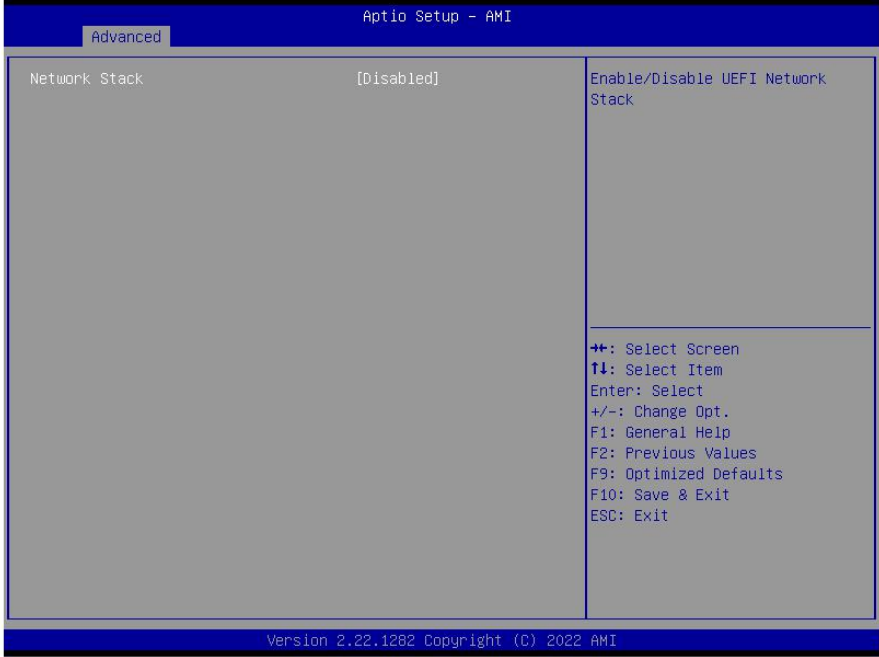 Aptio Setup – AMI
Advanced
Network Stack [Disabled]
Enable/Disable UEFI Network
Stack
→←: Select Screen
↑↓: Select Item
Enter: Select
+/-: Change Opt.
F1: General Help
F2: Previous Values
F9: Optimized Defaults
F10: Save & Exit
ESC: Exit
Version 2.22.1282 Copyright (C) 2022 AMI